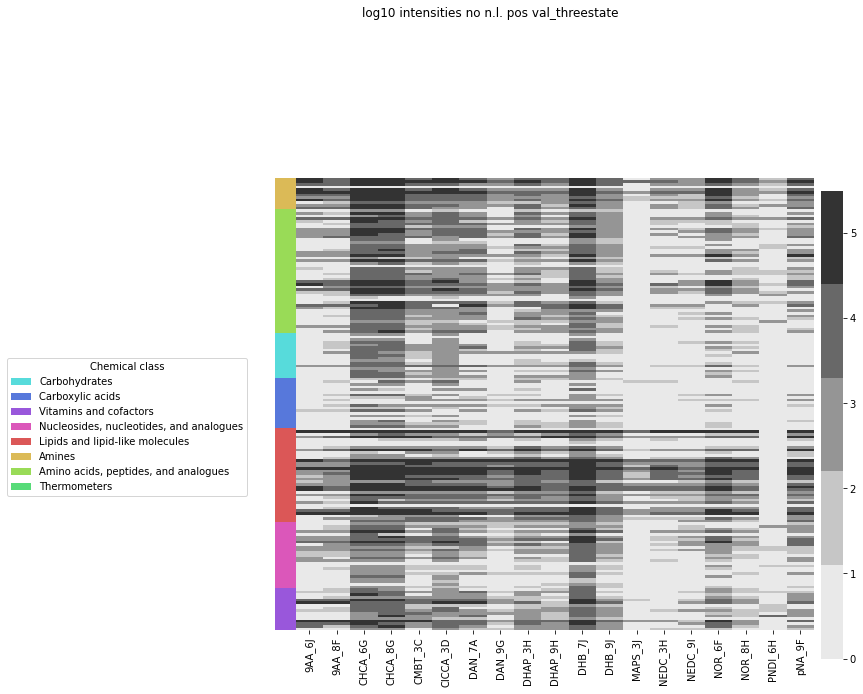 log10 intensities no n.l. pos val_threestate
Chemical class
Carbohydrates
Carboxylic acids
Vitamins and cofactors
Nucleosides, nucleotides, and analogues
Lipids and lipid-like molecules
Amines
Amino acids, peptides, and analogues
Thermometers
5
4
3
2
1
0
9AA_6J
9AA_8F
CHCA_6G
CHCA_8G
CMBT_3C
ClCCA_3D
DAN_7A
DAN_9G
DHAP_3H
DHAP_9H
DHB_7J
DHB_9J
MAPS_3J
NEDC_3H
NEDC_9I
NOR_6F
NOR_8H
PNDI_6H
pNA_9F